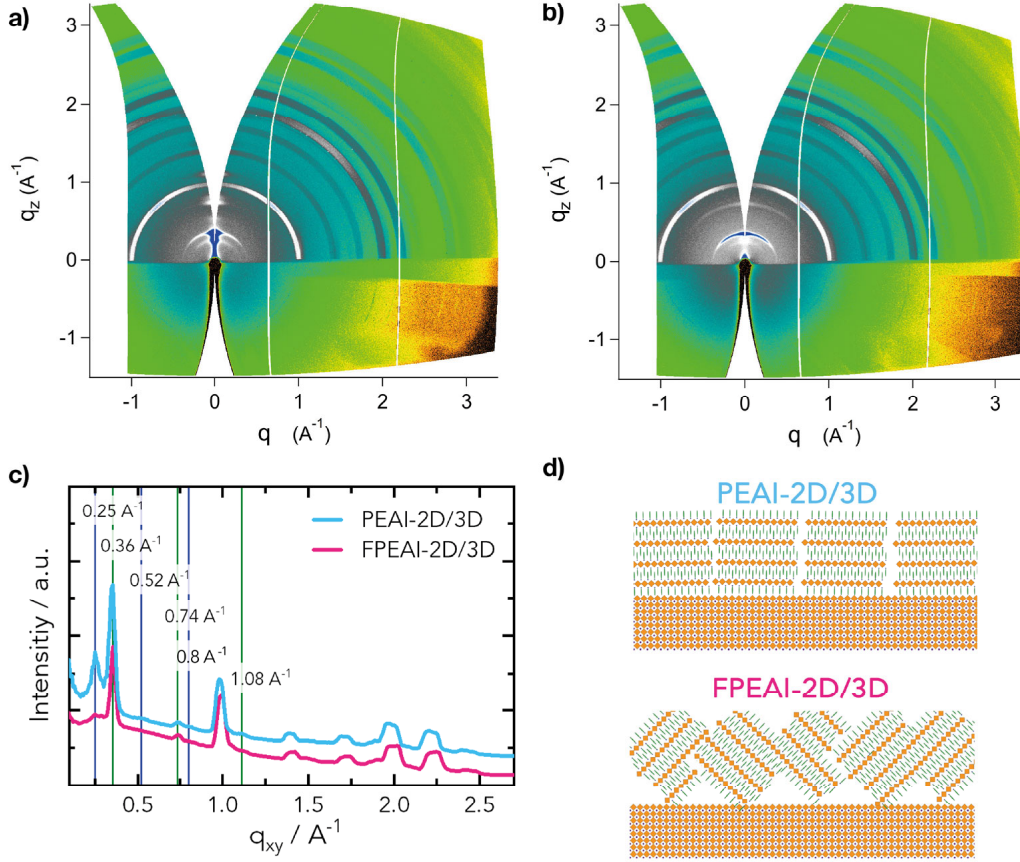 a)
3
2
1
0
-1
q_z (A⁻¹)
-1
0
1
2
3
q (A⁻¹)
b)
3
2
1
0
-1
q_z (A⁻¹)
-1
0
1
2
3
q (A⁻¹)
c)
PEAI-2D/3D
FPEAI-2D/3D
0.25 A⁻¹
0.36 A⁻¹
0.52 A⁻¹
0.74 A⁻¹
0.8 A⁻¹
1.08 A⁻¹
Intensitiy / a.u.
0.5
1.0
1.5
2.0
2.5
q_xy / A⁻¹
d)
PEAI-2D/3D
FPEAI-2D/3D